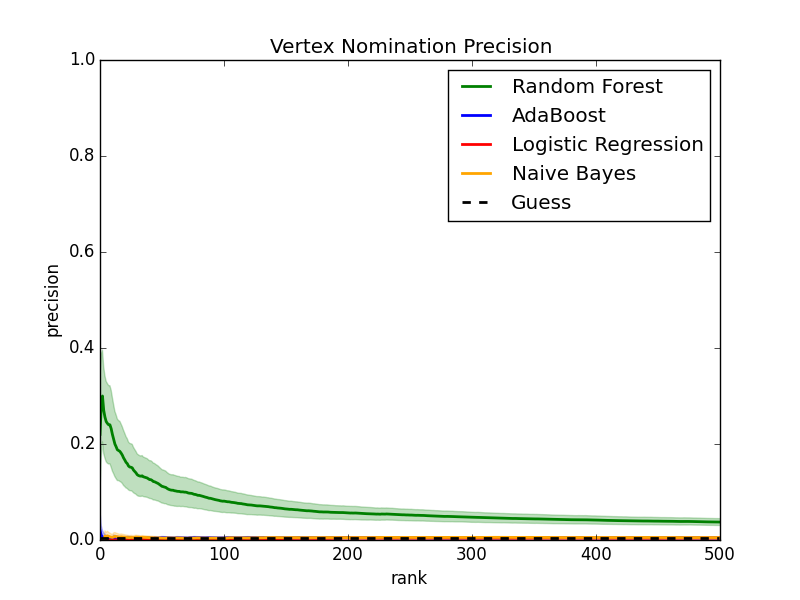 Vertex Nomination Precision
1.0
0.8
0.6
0.4
0.2
0.0
precision
Random Forest
AdaBoost
Logistic Regression
Naive Bayes
Guess
0 100 200 300 400 500
rank